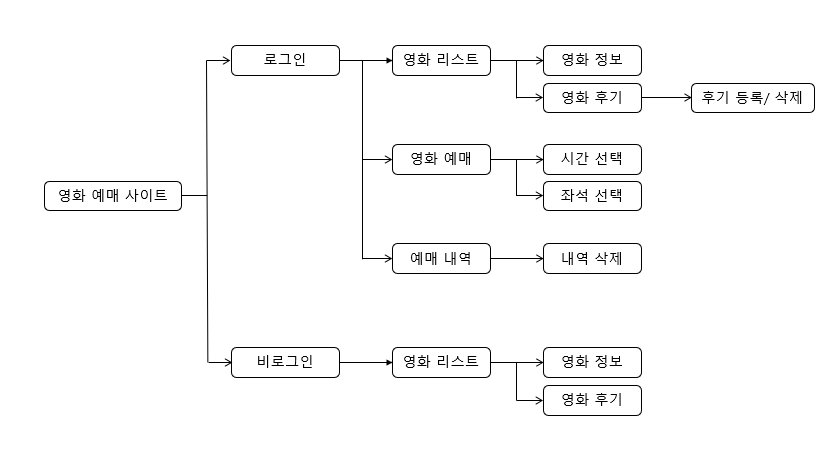 로그인
영화 리스트
영화 정보
영화 후기
후기 등록/ 삭제
영화 예매
시간 선택
좌석 선택
영화 예매 사이트
예매 내역
내역 삭제
비로그인
영화 리스트
영화 정보
영화 후기